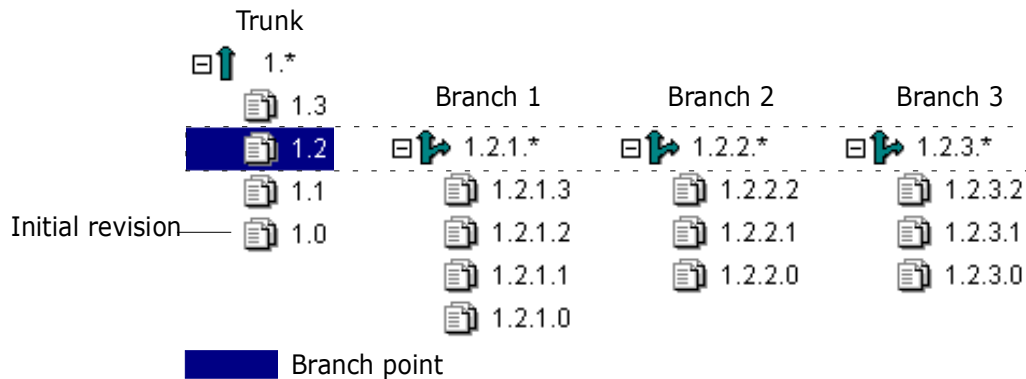 Trunk
1.*
1.3 Branch 1 Branch 2 Branch 3
1.2 1.2.1.* 1.2.2.* 1.2.3.*
1.1 1.2.1.3 1.2.2.2 1.2.3.2
Initial revision 1.0 1.2.1.2 1.2.2.1 1.2.3.1
1.2.1.1 1.2.2.0 1.2.3.0
1.2.1.0
Branch point